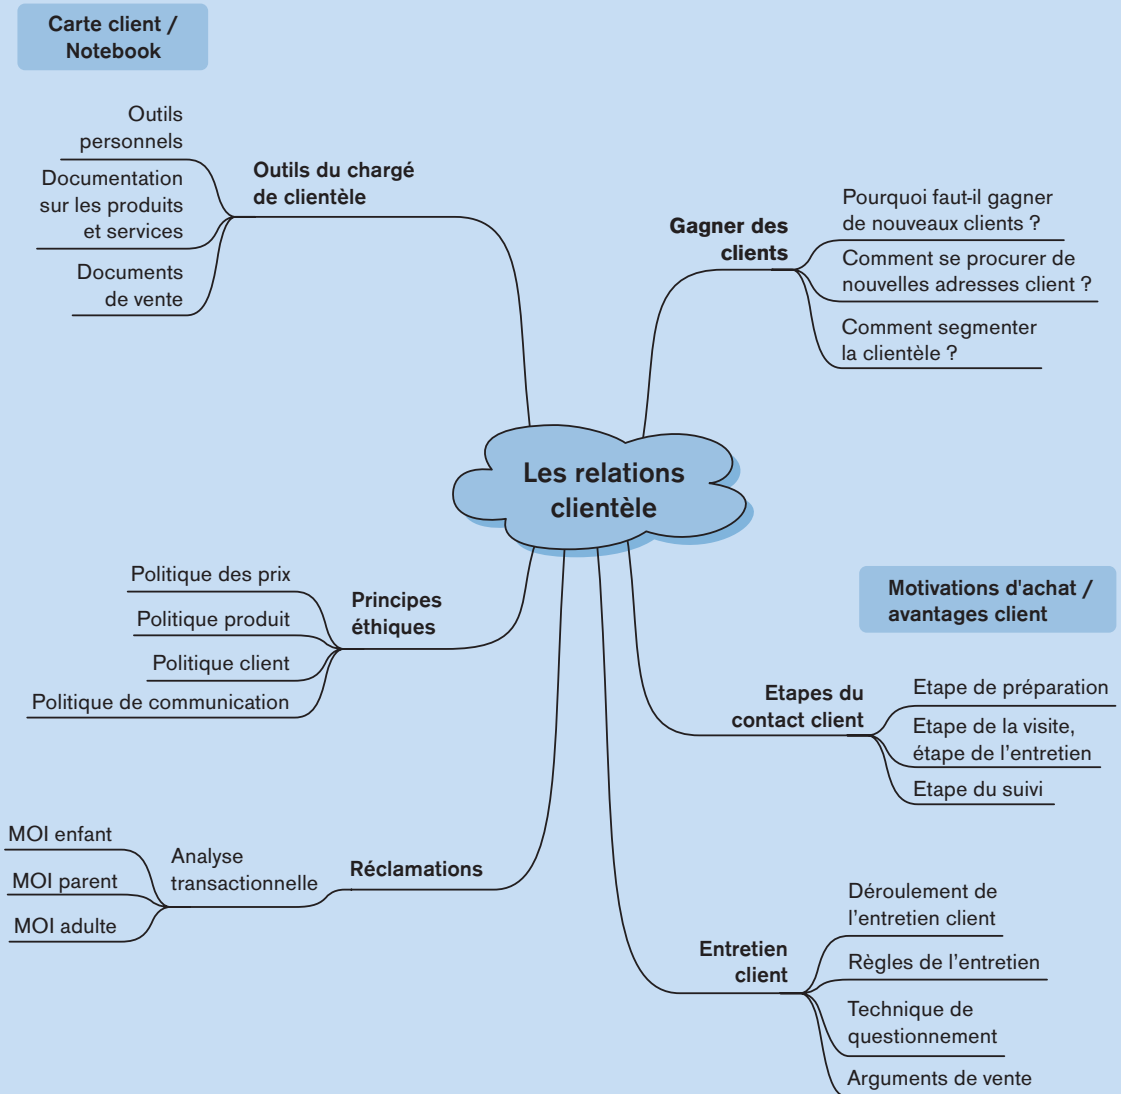 Carte client /
Notebook
Outils
personnels
Documentation
sur les produits
et services
Documents
de vente
Outils du chargé
de clientèle
Gagner des
clients
Pourquoi faut-il gagner
de nouveaux clients ?
Comment se procurer de
nouvelles adresses client ?
Comment segmenter
la clientèle ?
Les relations
clientèle
Politique des prix
Politique produit
Politique client
Politique de communication
Principes
éthiques
Motivations d'achat /
avantages client
Etapes du
contact client
Etape de préparation
Etape de la visite,
étape de l’entretien
Etape du suivi
MOI enfant
MOI parent
MOI adulte
Analyse
transactionnelle
Réclamations
Entretien
client
Déroulement de
l’entretien client
Règles de l’entretien
Technique de
questionnement
Arguments de vente